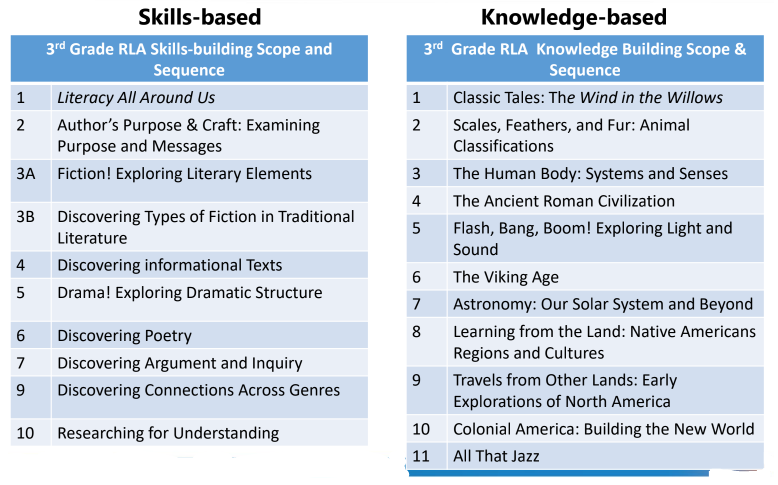 Skills-based
3rd Grade RLA Skills-building Scope and
Sequence
1 Literacy All Around Us
2 Author's Purpose & Craft: Examining
Purpose and Messages
3A Fiction! Exploring Literary Elements
3B Discovering Types of Fiction in Traditional
Literature
4 Discovering informational Texts
5 Drama! Exploring Dramatic Structure
6 Discovering Poetry
7 Discovering Argument and Inquiry
9 Discovering Connections Across Genres
10 Researching for Understanding
Knowledge-based
3rd Grade RLA Knowledge Building Scope &
Sequence
1 Classic Tales: The Wind in the Willows
2 Scales, Feathers, and Fur: Animal
Classifications
3 The Human Body: Systems and Senses
4 The Ancient Roman Civilization
5 Flash, Bang, Boom! Exploring Light and
Sound
6 The Viking Age
7 Astronomy: Our Solar System and Beyond
8 Learning from the Land: Native Americans
Regions and Cultures
9 Travels from Other Lands: Early
Explorations of North America
10 Colonial America: Building the New World
11 All That Jazz